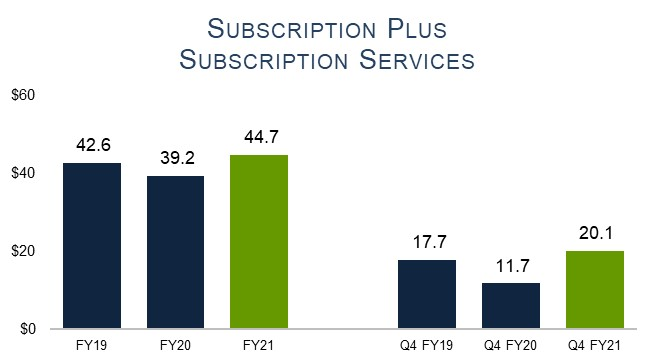 Subscription Plus
Subscription Services
$60
$40
$20
$0
42.6
39.2
44.7
17.7
11.7
20.1
FY19
FY20
FY21
Q4 FY19
Q4 FY20
Q4 FY21